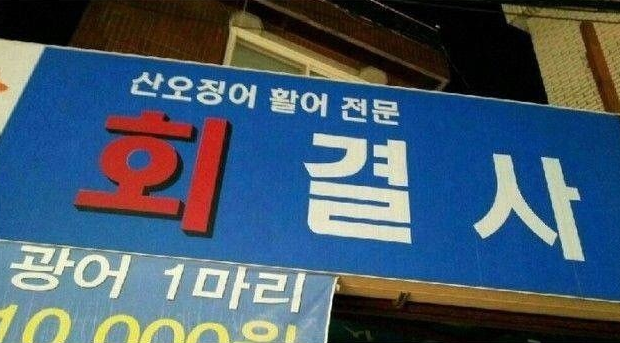 산오징어 활어 전문
회결사
광어 1마리
10,000원